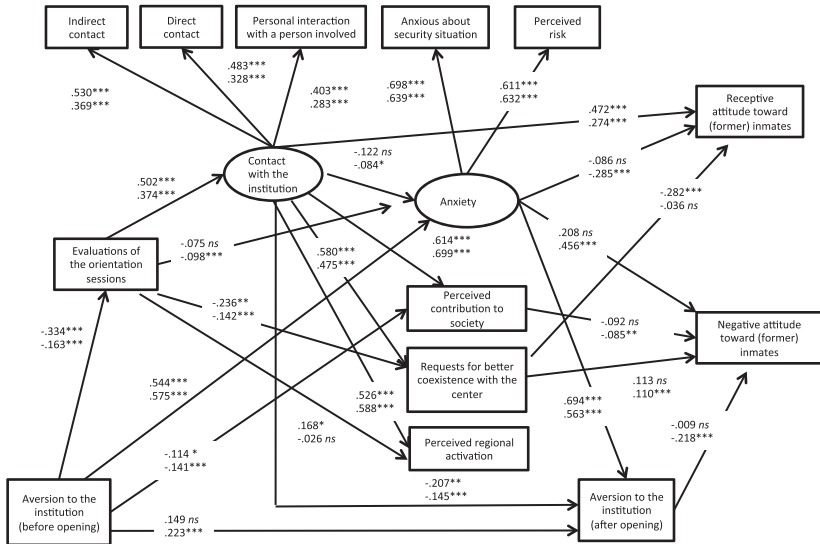 Indirect
contact
Direct
contact
Personal interaction
with a person involved
Anxious about
security situation
Perceived
risk
.530***
.369***
.483***
.328***
.403***
.283***
.698***
.639***
.611***
.632***
.472***
.274***
Receptive
attitude toward
(former) inmates
Contact
with the
institution
-.122 ns
-.084*
-.086 ns
-.285***
.502***
.374***
Anxiety
-.282***
-.036 ns
.208 ns
.456***
Evaluations of
the orientation
sessions
-.075 ns
-.098***
.580***
.475***
.614***
.699***
-.236**
-.142***
Perceived
contribution to
society
-.092 ns
-.085**
Negative attitude
toward (former)
inmates
-.334***
-.163***
Requests for better
coexistence with the
center
.544***
.575***
.526***
.588***
.694***
.563***
.113 ns
.110***
.168*
-.026 ns
-.009 ns
-.218***
Perceived regional
activation
-.114 *
-.141***
-.207**
-.145***
Aversion to the
institution
(before opening)
Aversion to the
institution
(after opening)
.149 ns
.223***